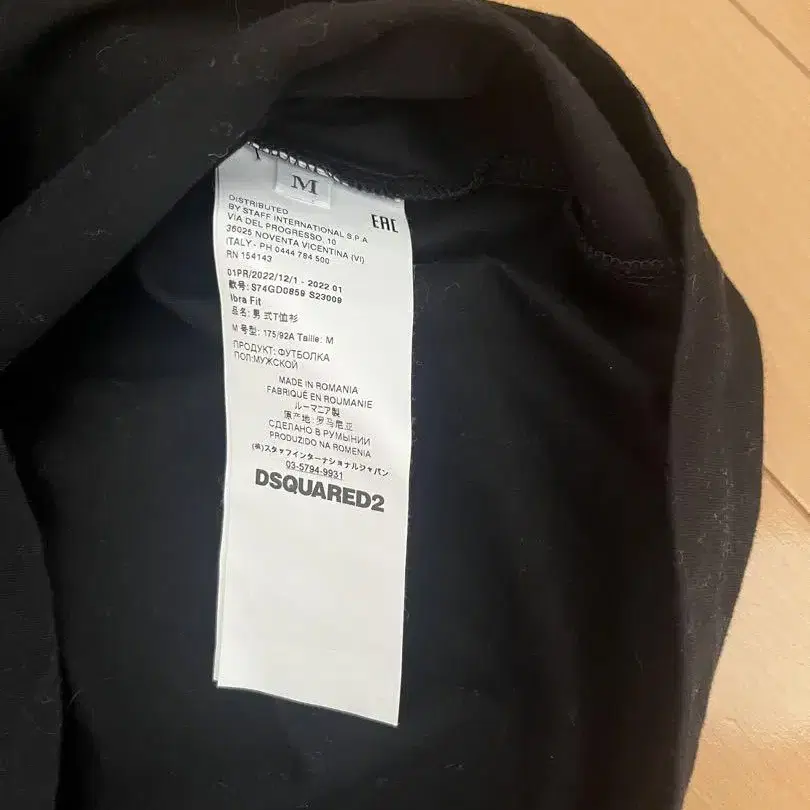 M
DISTRIBUTED
BY STAFF INTERNATIONAL S.P.A
VIA DEL PROGRESSO, 10
36025 NOVENTA VICENTINA (VI)
ITALY - PH 0444 784 500
RN 154143
EAC
01PR/2022/12/1 - 2022 01
款号: S74GD0859 S23009
Ibra Fit
品名: 男式T恤衫
M 号型: 175/92A Taille: M
ПРОДУКТ: ФУТБОЛКА
ПОЛ:МУЖСКОЙ
MADE IN ROMANIA
FABRIQUÉ EN ROUMANIE
ルーマニア製
原产地: 罗马尼亚
СДЕЛАНО В РУМЫНИИ
PRODUZIDO NA ROMENIA
(株)スタッフインターナショナルジャパン
03-5794-9931
DSQUARED2